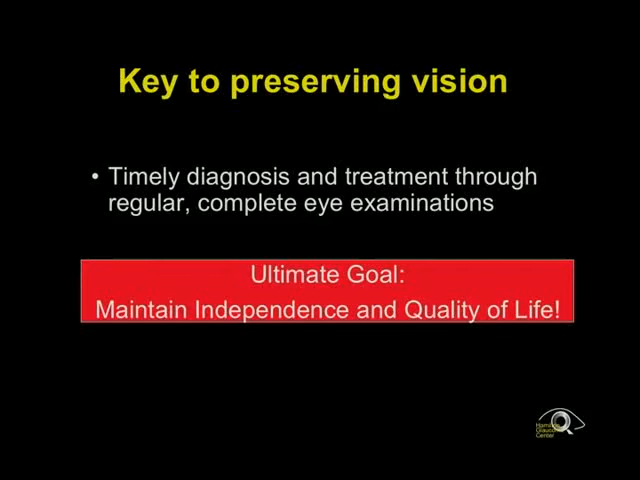 Key to preserving vision
• Timely diagnosis and treatment through
regular, complete eye examinations
Ultimate Goal:
Maintain Independence and Quality of Life!
Center